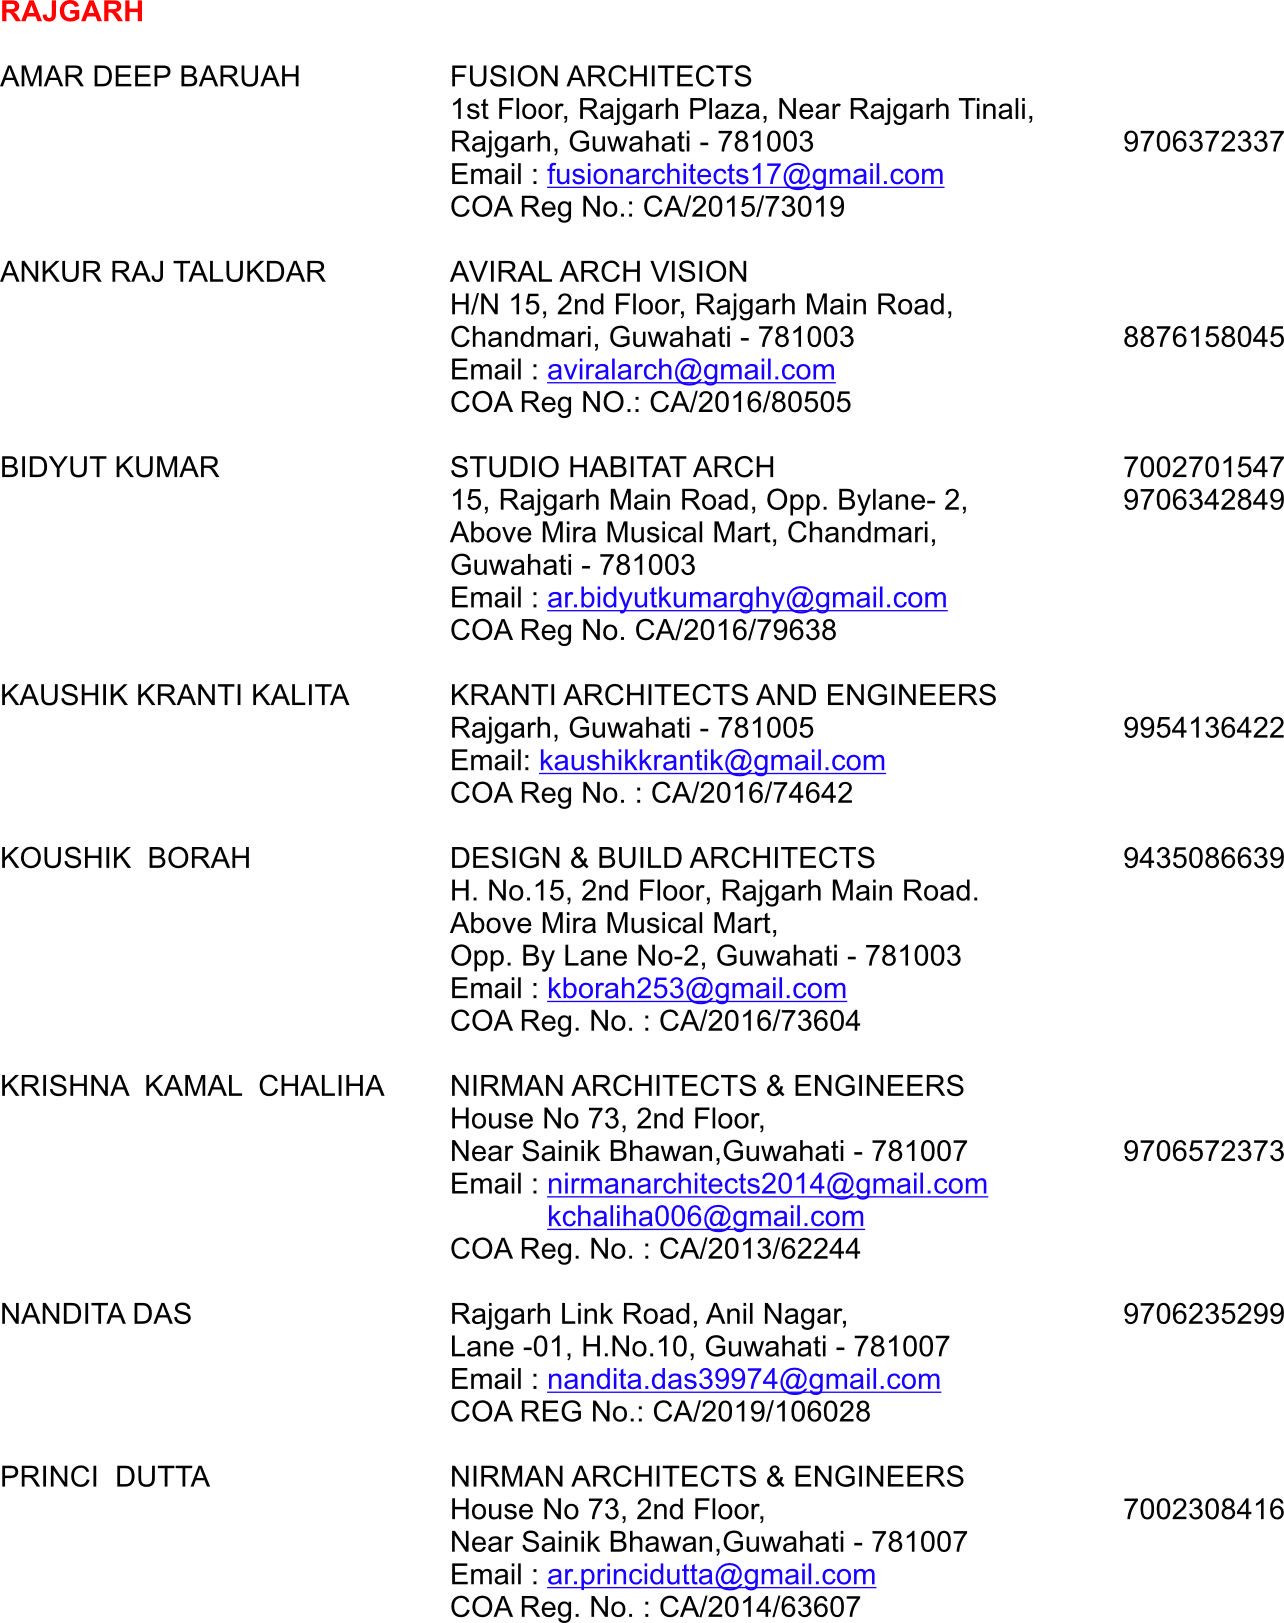 RAJGARH
AMAR DEEP BARUAH FUSION ARCHITECTS
1st Floor, Rajgarh Plaza, Near Rajgarh Tinali,
Rajgarh, Guwahati - 781003 9706372337
Email : fusionarchitects17@gmail.com
COA Reg No.: CA/2015/73019
ANKUR RAJ TALUKDAR AVIRAL ARCH VISION
H/N 15, 2nd Floor, Rajgarh Main Road,
Chandmari, Guwahati - 781003 8876158045
Email : aviralarch@gmail.com
COA Reg NO.: CA/2016/80505
BIDYUT KUMAR STUDIO HABITAT ARCH 7002701547
15, Rajgarh Main Road, Opp. Bylane- 2, 9706342849
Above Mira Musical Mart, Chandmari,
Guwahati - 781003
Email : ar.bidyutkumarghy@gmail.com
COA Reg No. CA/2016/79638
KAUSHIK KRANTI KALITA KRANTI ARCHITECTS AND ENGINEERS
Rajgarh, Guwahati - 781005 9954136422
Email: kaushikkrantik@gmail.com
COA Reg No. : CA/2016/74642
KOUSHIK  BORAH DESIGN & BUILD ARCHITECTS 9435086639
H. No.15, 2nd Floor, Rajgarh Main Road.
Above Mira Musical Mart,
Opp. By Lane No-2, Guwahati - 781003
Email : kborah253@gmail.com
COA Reg. No. : CA/2016/73604
KRISHNA  KAMAL  CHALIHA NIRMAN ARCHITECTS & ENGINEERS
House No 73, 2nd Floor,
Near Sainik Bhawan,Guwahati - 781007 9706572373
Email : nirmanarchitects2014@gmail.com
kchaliha006@gmail.com
COA Reg. No. : CA/2013/62244
NANDITA DAS Rajgarh Link Road, Anil Nagar, 9706235299
Lane -01, H.No.10, Guwahati - 781007
Email : nandita.das39974@gmail.com
COA REG No.: CA/2019/106028
PRINCI  DUTTA NIRMAN ARCHITECTS & ENGINEERS
House No 73, 2nd Floor, 7002308416
Near Sainik Bhawan,Guwahati - 781007
Email : ar.princidutta@gmail.com
COA Reg. No. : CA/2014/63607